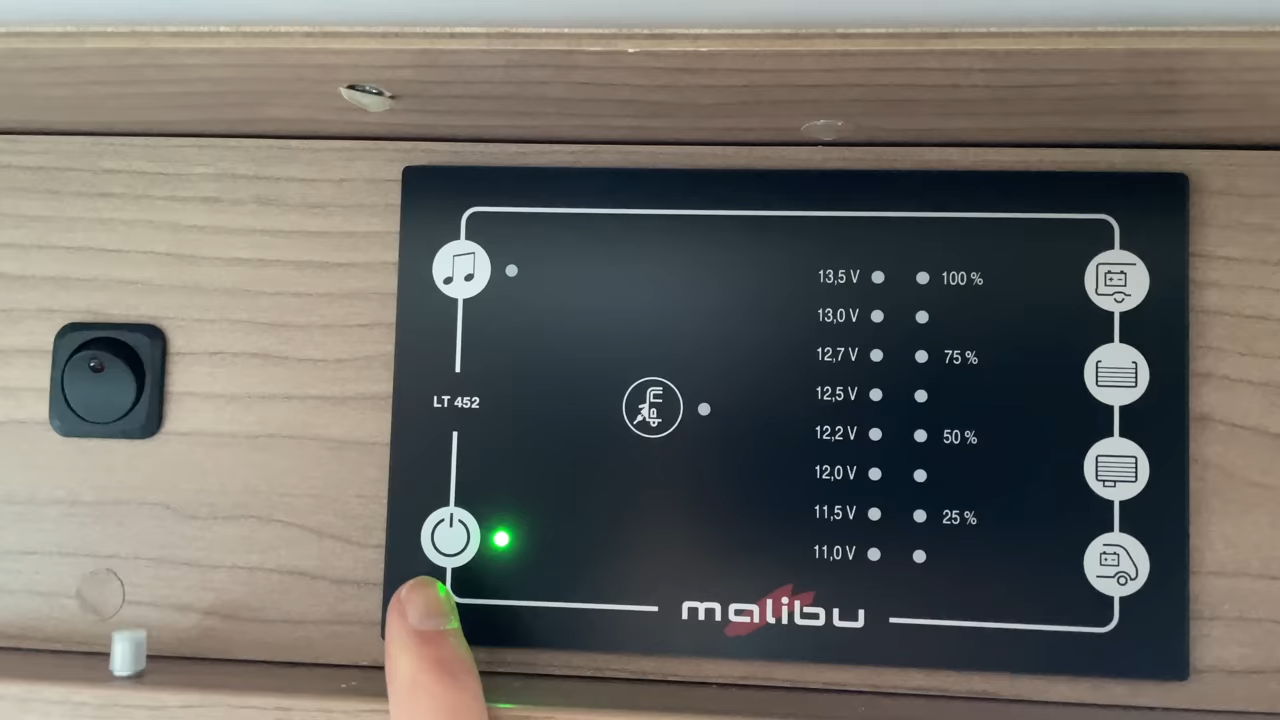 13,5 V 100 %
13,0 V
12,7 V 75 %
12,5 V
LT 452
12,2 V 50 %
12,0 V
11,5 V 25 %
11,0 V
malibu